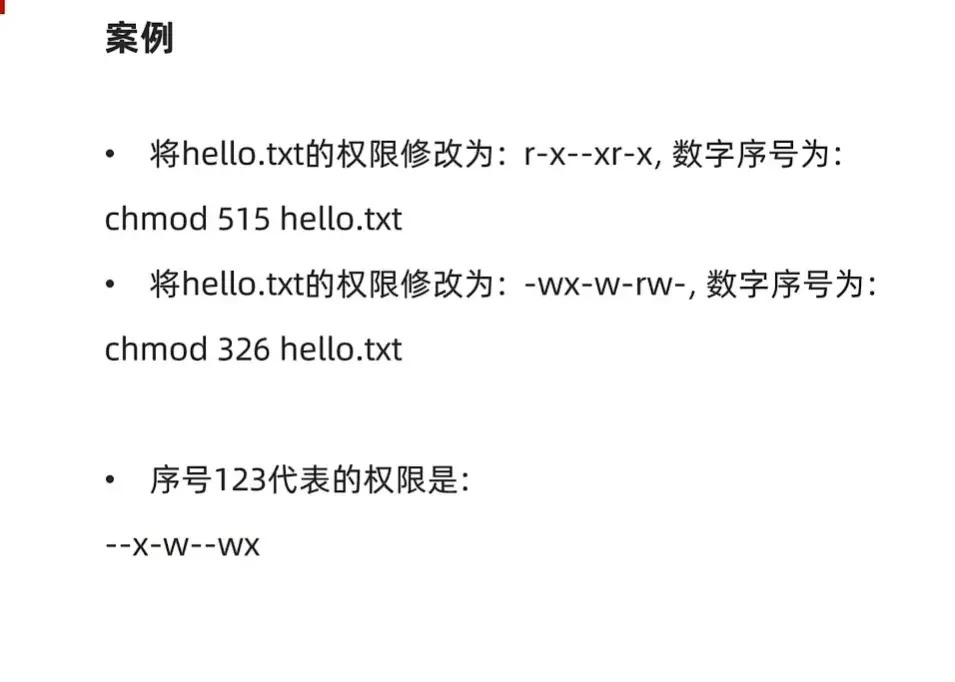 案例
• 将hello.txt的权限修改为：r-x--xr-x, 数字序号为：
chmod 515 hello.txt
• 将hello.txt的权限修改为：-wx-w-rw-, 数字序号为：
chmod 326 hello.txt
• 序号123代表的权限是：
--x-w--wx